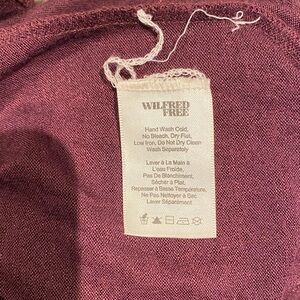 WILFRED
FREE
Hand Wash Cold,
No Bleach, Dry Flat,
Low Iron, Do Not Dry Clean
Wash Separately
Laver à La Main à
L'eau Froide,
Pas De Blanchiment,
Sécher à Plat,
Repasser à Basse Température,
Ne Pas Nettoyer à Sec
Laver Séparément